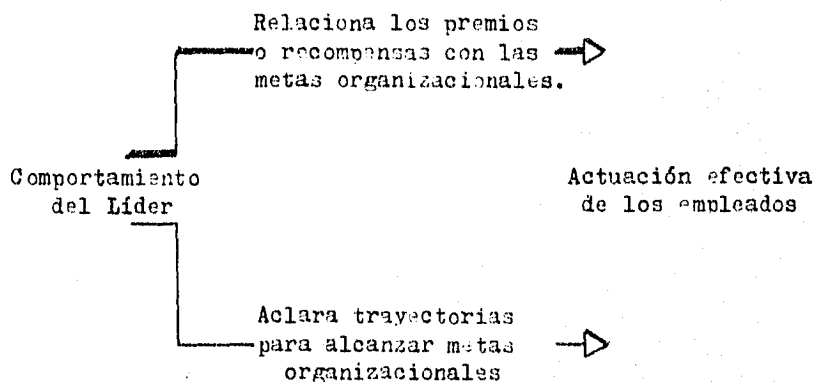 Relaciona los premios
o recompensas con las
metas organizacionales.
Comportamiento
del Líder
Actuación efectiva
de los empleados
Aclara trayectorias
para alcanzar metas
organizacionales